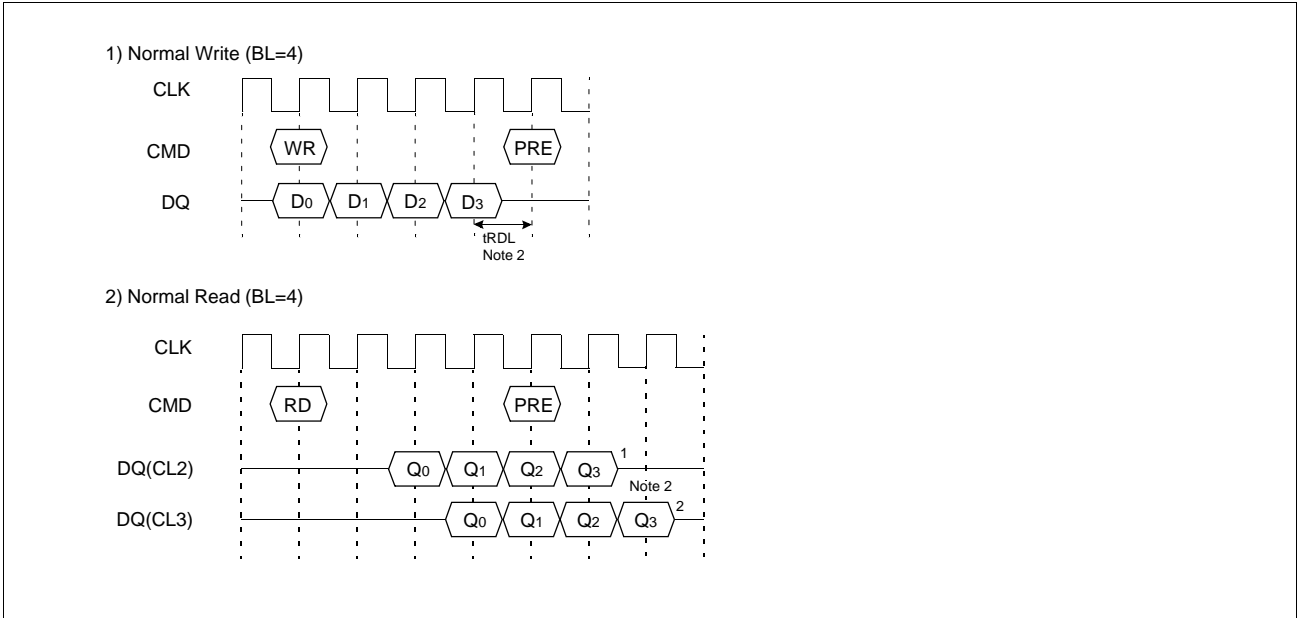 1) Normal Write (BL=4)
CLK
CMD WR PRE
DQ D0 D1 D2 D3
tRDL
Note 2
2) Normal Read (BL=4)
CLK
CMD RD PRE
DQ(CL2) Q0 Q1 Q2 Q3 1
Note 2
DQ(CL3) Q0 Q1 Q2 Q3 2